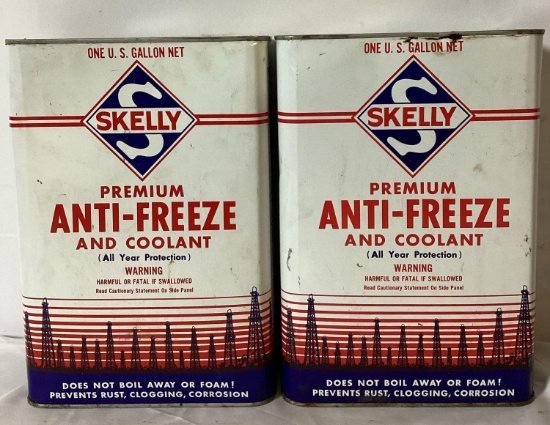 ONE U. S. GALLON NET
S
SKELLY
PREMIUM
ANTI-FREEZE
AND COOLANT
(All Year Protection)
WARNING
HARMFUL OR FATAL IF SWALLOWED
Read Cautionary Statement On Side Panel
DOES NOT BOIL AWAY OR FOAM!
PREVENTS RUST, CLOGGING, CORROSION
ONE U. S. GALLON NET
S
SKELLY
PREMIUM
ANTI-FREEZE
AND COOLANT
(All Year Protection)
WARNING
HARMFUL OR FATAL IF SWALLOWED
Read Cautionary Statement On Side Panel
DOES NOT BOIL AWAY OR FOAM!
PREVENTS RUST, CLOGGING, CORROSION